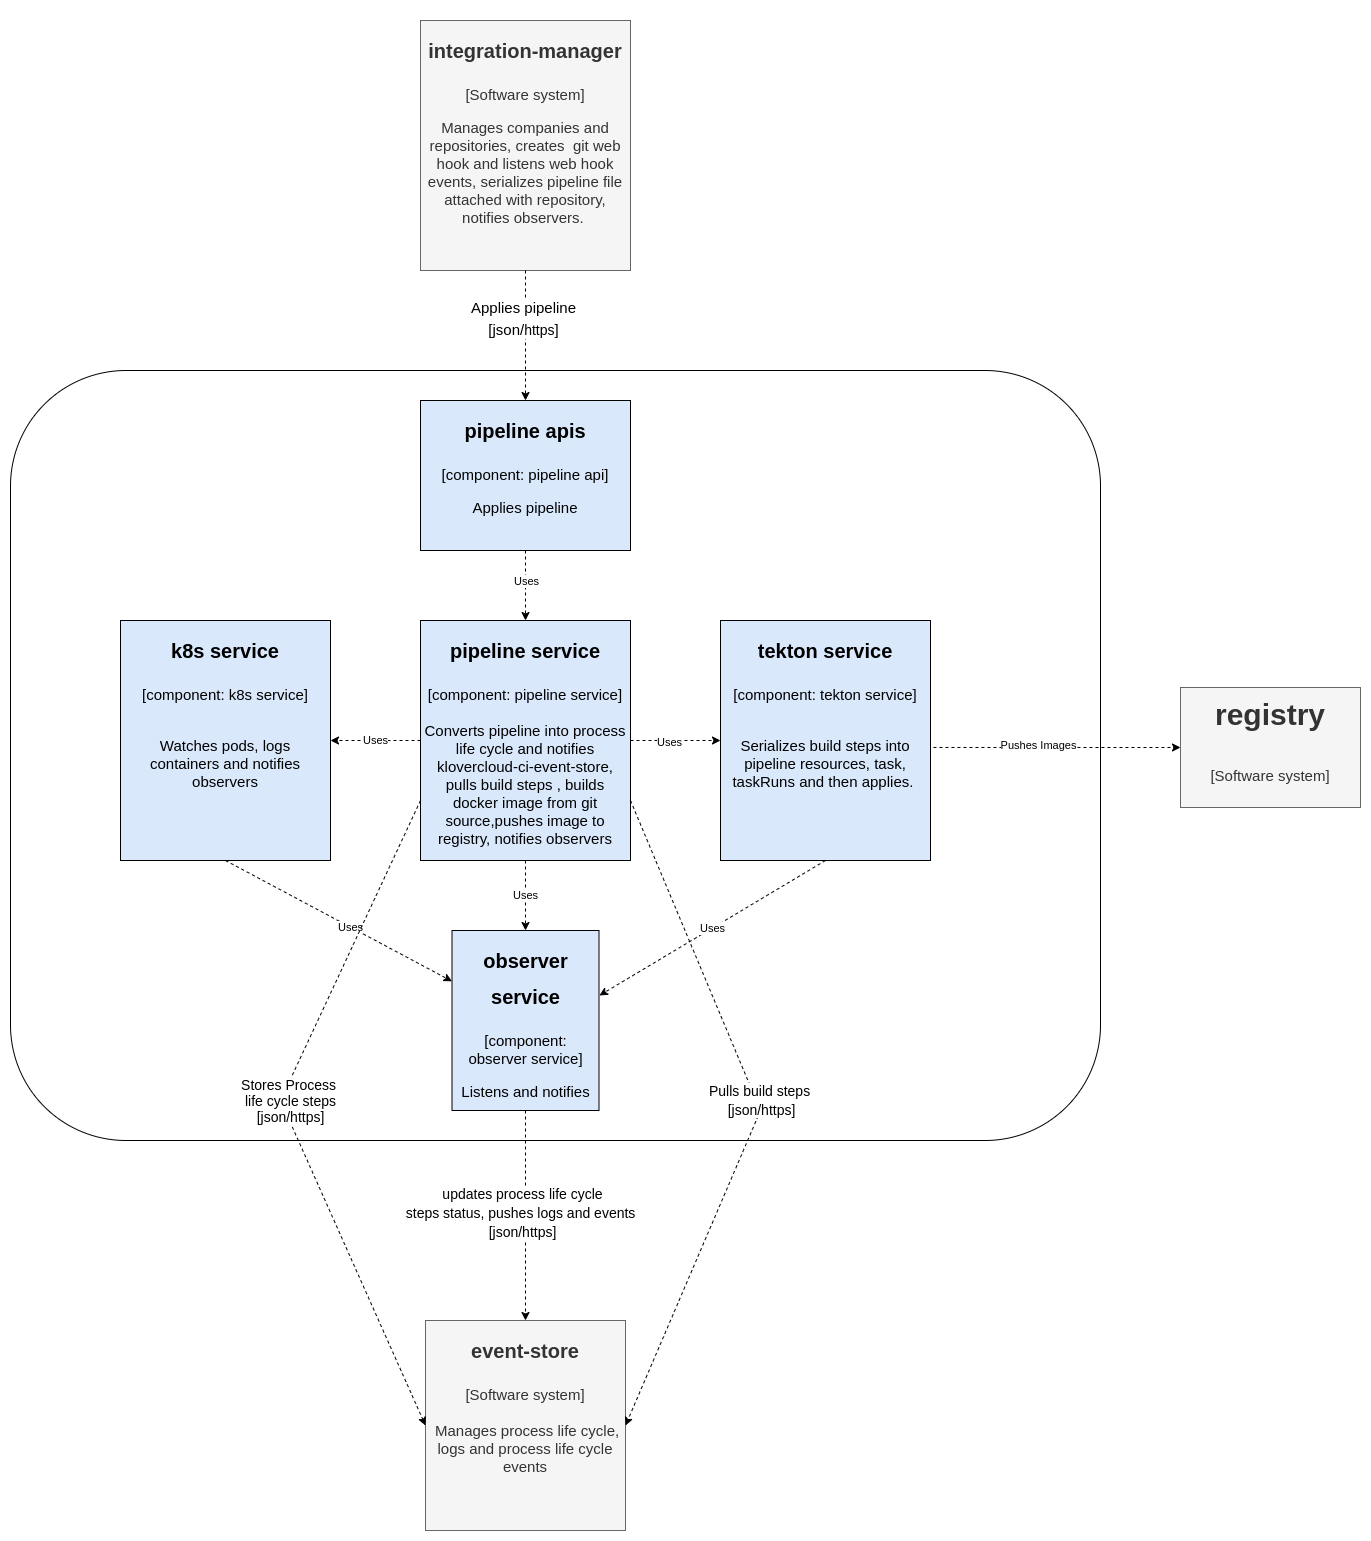 integration-manager
[Software system]
Manages companies and
repositories, creates  git web
hook and listens web hook
events, serializes pipeline file
attached with repository,
notifies observers.
Applies pipeline
[json/https]
pipeline apis
[component: pipeline api]
Applies pipeline
Uses
k8s service
[component: k8s service]
Watches pods, logs
containers and notifies
observers
Uses
pipeline service
[component: pipeline service]
Converts pipeline into process
life cycle and notifies
klovercloud-ci-event-store,
pulls build steps , builds
docker image from git
source,pushes image to
registry, notifies observers
Uses
tekton service
[component: tekton service]
Serializes build steps into
pipeline resources, task,
taskRuns and then applies.
Pushes Images
registry
[Software system]
Uses
Uses
Uses
observer
service
[component:
observer service]
Listens and notifies
Stores Process
life cycle steps
[json/https]
Pulls build steps
[json/https]
updates process life cycle
steps status, pushes logs and events
[json/https]
event-store
[Software system]
Manages process life cycle,
logs and process life cycle
events